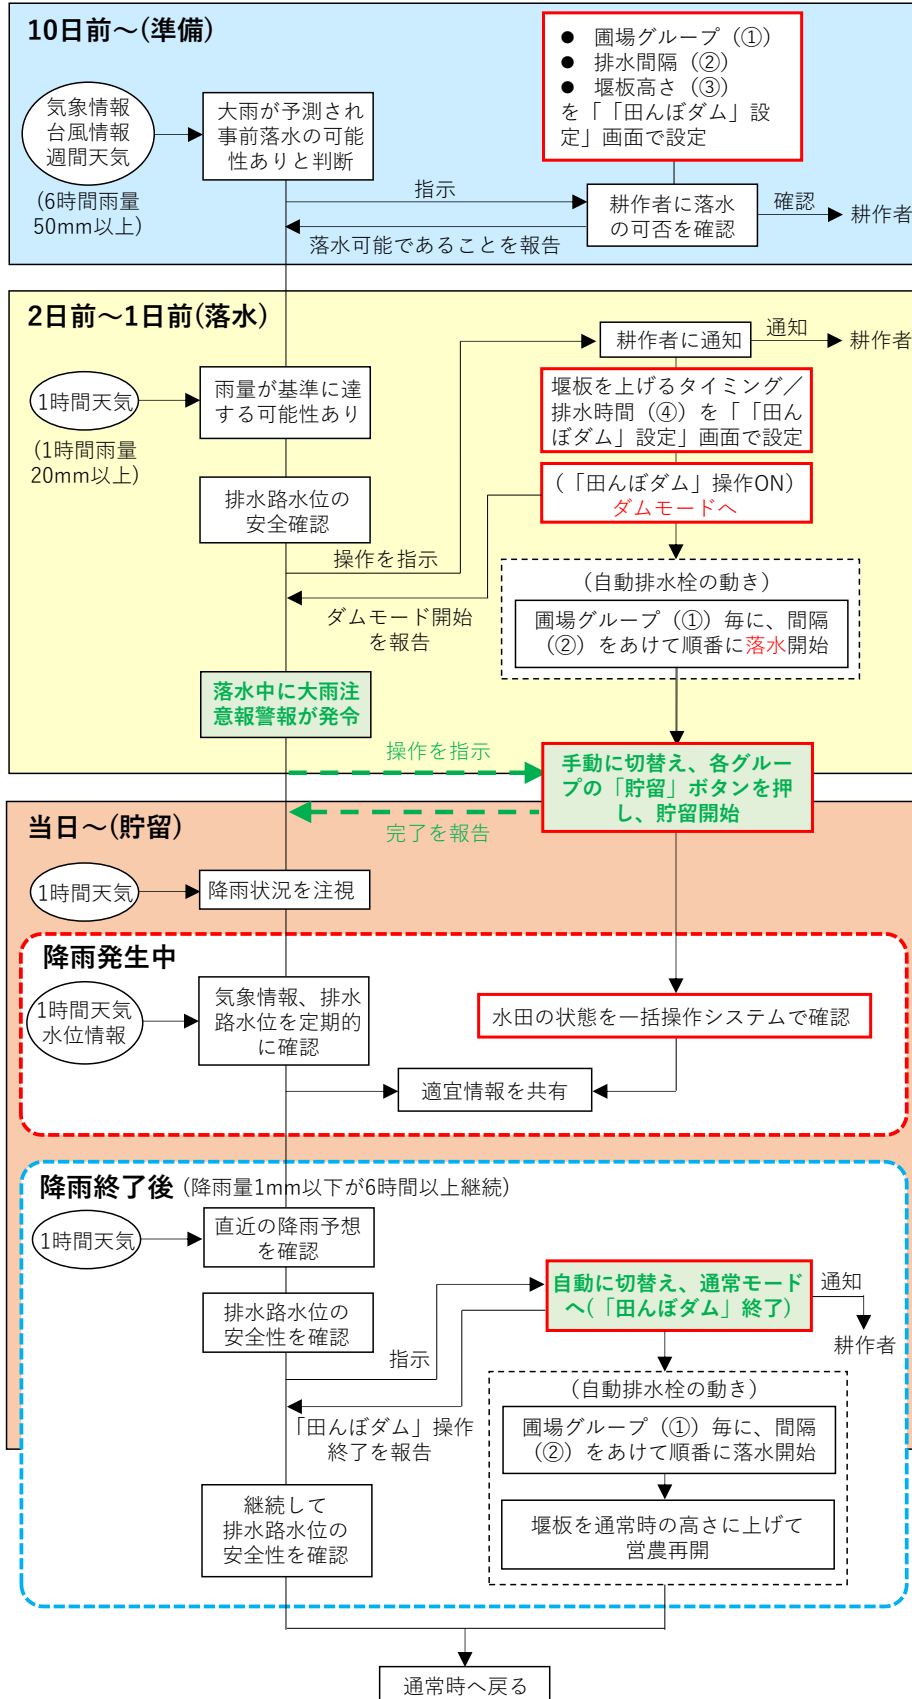 10日前～(準備)
● 圃場グループ（①）
● 排水間隔（②）
● 堰板高さ（③）
を「「田んぼダム」設
定」画面で設定
気象情報
台風情報
週間天気
(6時間雨量
50mm以上)
大雨が予測され
事前落水の可能
性ありと判断
指示
耕作者に落水
の可否を確認
確認
耕作者
落水可能であることを報告
2日前～1日前(落水)
耕作者に通知
通知
耕作者
1時間天気
(1時間雨量
20mm以上)
雨量が基準に達
する可能性あり
堰板を上げるタイミング／
排水時間（④）を「「田ん
ぼダム」設定」画面で設定
排水路水位の
安全確認
(「田んぼダム」操作ON)
ダムモードへ
操作を指示
ダムモード開始
を報告
(自動排水栓の動き)
圃場グループ（①）毎に、間隔
（②）をあけて順番に落水開始
落水中に大雨注
意報警報が発令
操作を指示
手動に切替え、各グルー
プの「貯留」ボタンを押
し、貯留開始
完了を報告
当日～(貯留)
1時間天気
降雨状況を注視
降雨発生中
1時間天気
水位情報
気象情報、排水
路水位を定期的
に確認
水田の状態を一括操作システムで確認
適宜情報を共有
降雨終了後 (降雨量1mm以下が6時間以上継続)
1時間天気
直近の降雨予想
を確認
排水路水位の
安全性を確認
自動に切替え、通常モード
へ(「田んぼダム」終了)
通知
耕作者
指示
「田んぼダム」操作
終了を報告
(自動排水栓の動き)
圃場グループ（①）毎に、間隔
（②）をあけて順番に落水開始
継続して
排水路水位の
安全性を確認
堰板を通常時の高さに上げて
営農再開
通常時へ戻る